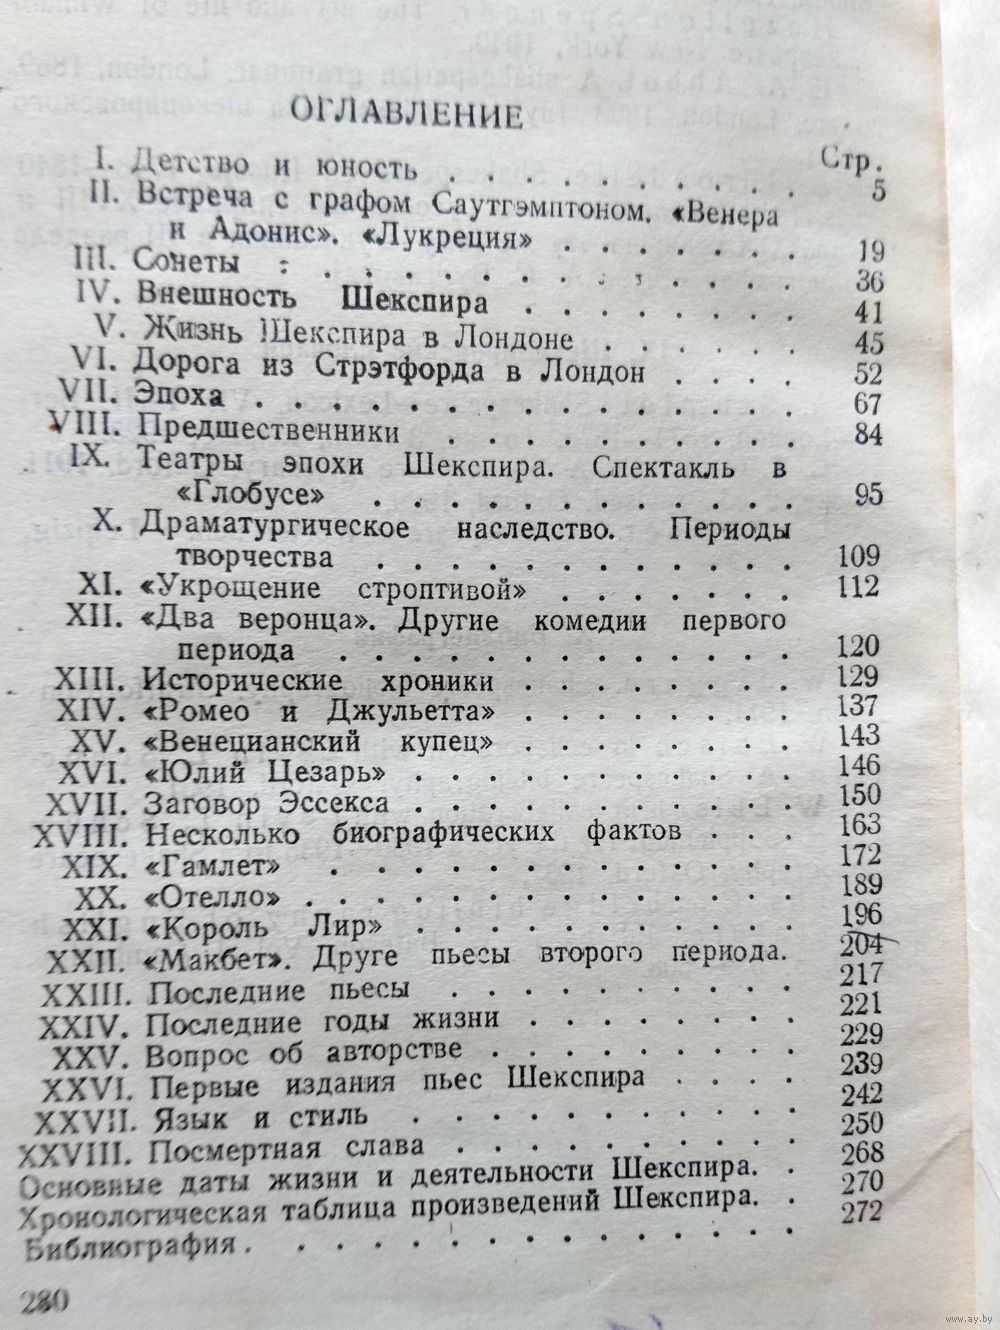 ОГЛАВЛЕНИЕ
Стр.
I. Детство и юность . . . . . . . . . 5
II. Встреча с графом Саутгэмптоном. «Венера
и Адонис». «Лукреция» . . . . . . . 19
III. Сонеты . . . . . . . . . . . . 36
IV. Внешность Шекспира . . . . . . . . 41
V. Жизнь Шекспира в Лондоне . . . . . . 45
VI. Дорога из Стрэтфорда в Лондон . . . . 52
VII. Эпоха . . . . . . . . . . . . . . 67
VIII. Предшественники . . . . . . . . . . 84
IX. Театры эпохи Шекспира. Спектакль в
«Глобусе» . . . . . . . . . . . 95
X. Драматургическое наследство. Периоды
творчества . . . . . . . . . . . 109
XI. «Укрощение строптивой» . . . . . . . 112
XII. «Два веронца». Другие комедии первого
периода . . . . . . . . . . . . 120
XIII. Исторические хроники . . . . . . . . 129
XIV. «Ромео и Джульетта» . . . . . . . . 137
XV. «Венецианский купец» . . . . . . . . 143
XVI. «Юлий Цезарь» . . . . . . . . . . 146
XVII. Заговор Эссекса . . . . . . . . . . 150
XVIII. Несколько биографических фактов . . . 163
XIX. «Гамлет» . . . . . . . . . . . . 172
XX. «Отелло» . . . . . . . . . . . . . 189
XXI. «Король Лир» . . . . . . . . . . 196
XXII. «Макбет». Друге пьесы второго периода. 204
XXIII. Последние пьесы . . . . . . . . . . 217
XXIV. Последние годы жизни . . . . . . . . 221
XXV. Вопрос об авторстве . . . . . . . . . 229
XXVI. Первые издания пьес Шекспира . . . . 239
XXVII. Язык и стиль . . . . . . . . . . . 242
XXVIII. Посмертная слава . . . . . . . . . 250
Основные даты жизни и деятельности Шекспира. . 268
Хронологическая таблица произведений Шекспира. . 270
Библиография . . . . . . . . . . . . . . 272
280
www.ay.by